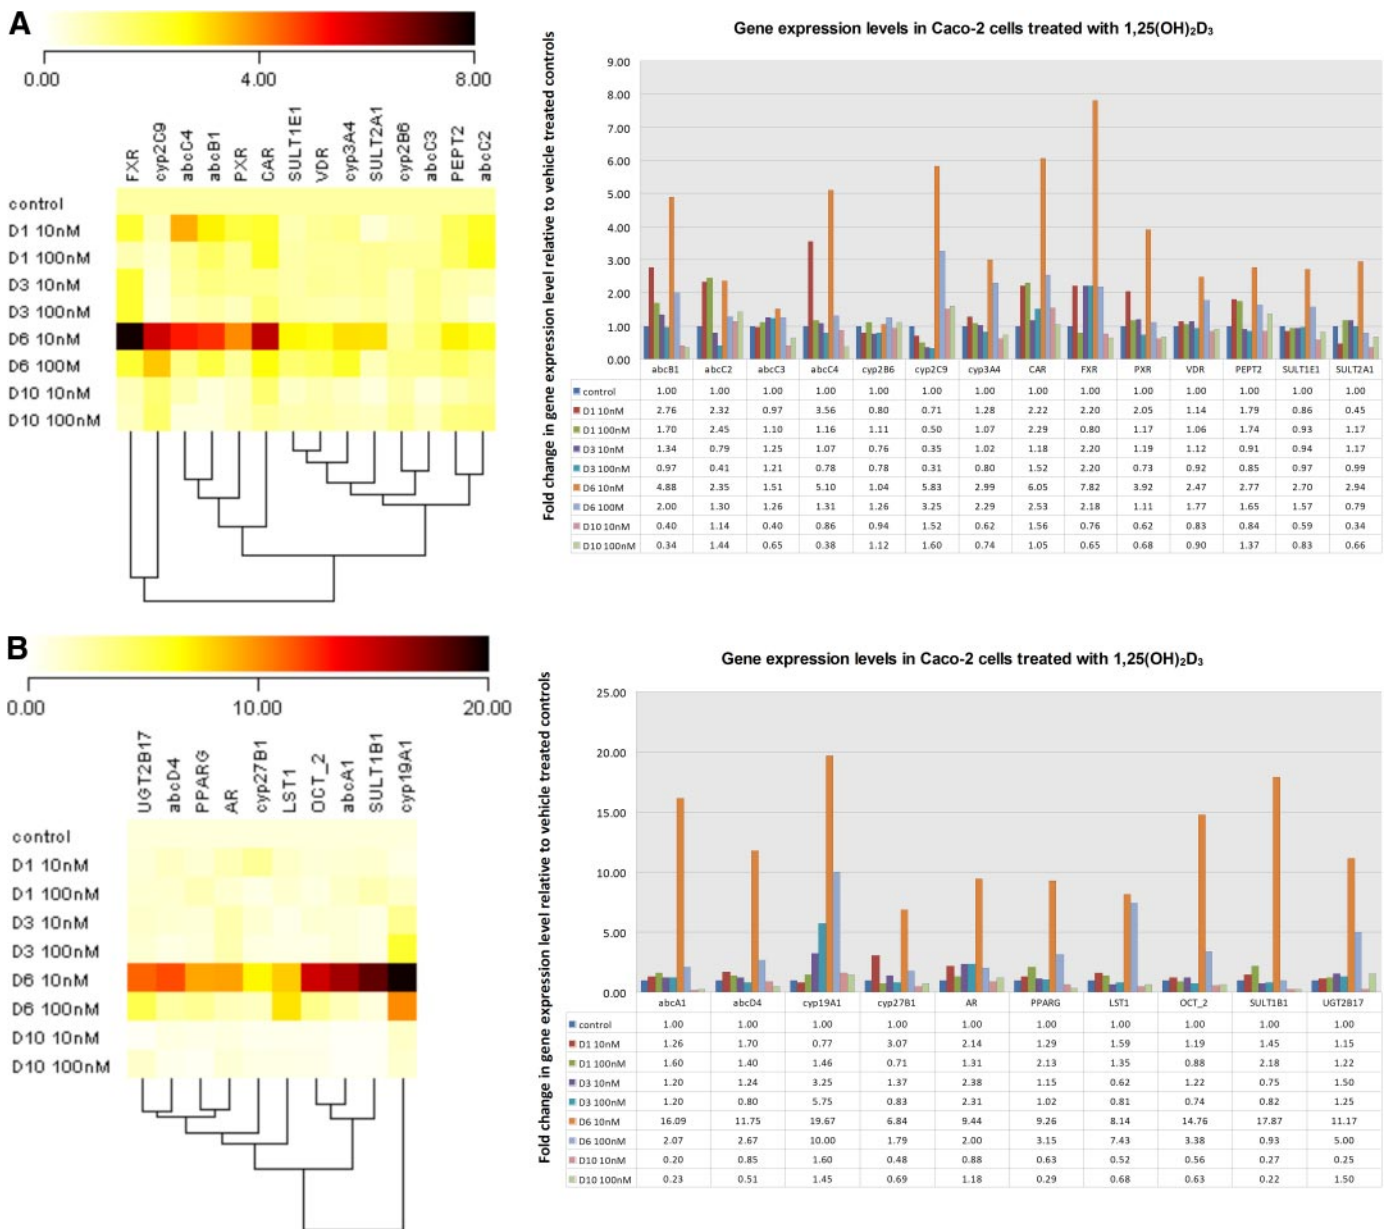 A
0.00 4.00 8.00
FXR cyp2C9 abcC4 abcB1 PXR CAR SULT1E1 VDR cyp3A4 SULT2A1 cyp2B6 abcC3 PEPT2 abcC2
control
D1 10nM
D1 100nM
D3 10nM
D3 100nM
D6 10nM
D6 100M
D10 10nM
D10 100nM
Gene expression levels in Caco-2 cells treated with 1,25(OH)₂D₃
Fold change in gene expression level relative to vehicle treated controls
9.00
8.00
7.00
6.00
5.00
4.00
3.00
2.00
1.00
0.00
abcB1 abcC2 abcC3 abcC4 cyp2B6 cyp2C9 cyp3A4 CAR FXR PXR VDR PEPT2 SULT1E1 SULT2A1
control 1.00 1.00 1.00 1.00 1.00 1.00 1.00 1.00 1.00 1.00 1.00 1.00 1.00 1.00
D1 10nM 2.76 2.32 0.97 3.56 0.80 0.71 1.28 2.22 2.20 2.05 1.14 1.79 0.86 0.45
D1 100nM 1.70 2.45 1.10 1.16 1.11 0.50 1.07 2.29 0.80 1.17 1.06 1.74 0.93 1.17
D3 10nM 1.34 0.79 1.25 1.07 0.76 0.35 1.02 1.18 2.20 1.19 1.12 0.91 0.94 1.17
D3 100nM 0.97 0.41 1.21 0.78 0.78 0.31 0.80 1.52 2.20 0.73 0.92 0.85 0.97 0.99
D6 10nM 4.88 2.35 1.51 5.10 1.04 5.83 2.99 6.05 7.82 3.92 2.47 2.77 2.70 2.94
D6 100M 2.00 1.30 1.26 1.31 1.26 3.25 2.29 2.53 2.18 1.11 1.77 1.65 1.57 0.79
D10 10nM 0.40 1.14 0.40 0.86 0.94 1.52 0.62 1.56 0.76 0.62 0.83 0.84 0.59 0.34
D10 100nM 0.34 1.44 0.65 0.38 1.12 1.60 0.74 1.05 0.65 0.68 0.90 1.37 0.83 0.66
B
0.00 10.00 20.00
UGT2B17 abcD4 PPARG AR cyp27B1 LST1 OCT_2 abcA1 SULT1B1 cyp19A1
control
D1 10nM
D1 100nM
D3 10nM
D3 100nM
D6 10nM
D6 100nM
D10 10nM
D10 100nM
Gene expression levels in Caco-2 cells treated with 1,25(OH)₂D₃
Fold change in gene expression level relative to vehicle treated controls
25.00
20.00
15.00
10.00
5.00
0.00
abcA1 abcD4 cyp19A1 cyp27B1 AR PPARG LST1 OCT_2 SULT1B1 UGT2B17
control 1.00 1.00 1.00 1.00 1.00 1.00 1.00 1.00 1.00 1.00
D1 10nM 1.26 1.70 0.77 3.07 2.14 1.29 1.59 1.19 1.45 1.15
D1 100nM 1.60 1.40 1.46 0.71 1.31 2.13 1.35 0.88 2.18 1.22
D3 10nM 1.20 1.24 3.25 1.37 2.38 1.15 0.62 1.22 0.75 1.50
D3 100nM 1.20 0.80 5.75 0.83 2.31 1.02 0.81 0.74 0.82 1.25
D6 10nM 16.09 11.75 19.67 6.84 9.44 9.26 8.14 14.76 17.87 11.17
D6 100nM 2.07 2.67 10.00 1.79 2.00 3.15 7.43 3.38 0.93 5.00
D10 10nM 0.20 0.85 1.60 0.48 0.88 0.63 0.52 0.56 0.27 0.25
D10 100nM 0.23 0.51 1.45 0.69 1.18 0.29 0.68 0.63 0.22 1.50